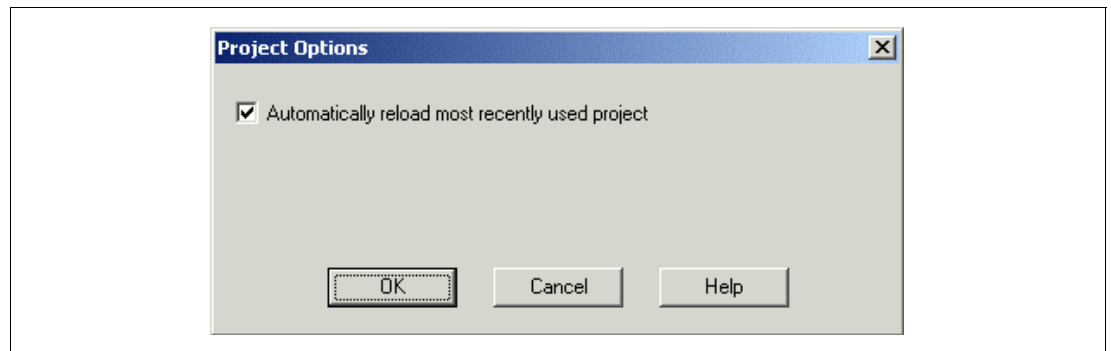 Project Options
Automatically reload most recently used project
OK Cancel Help